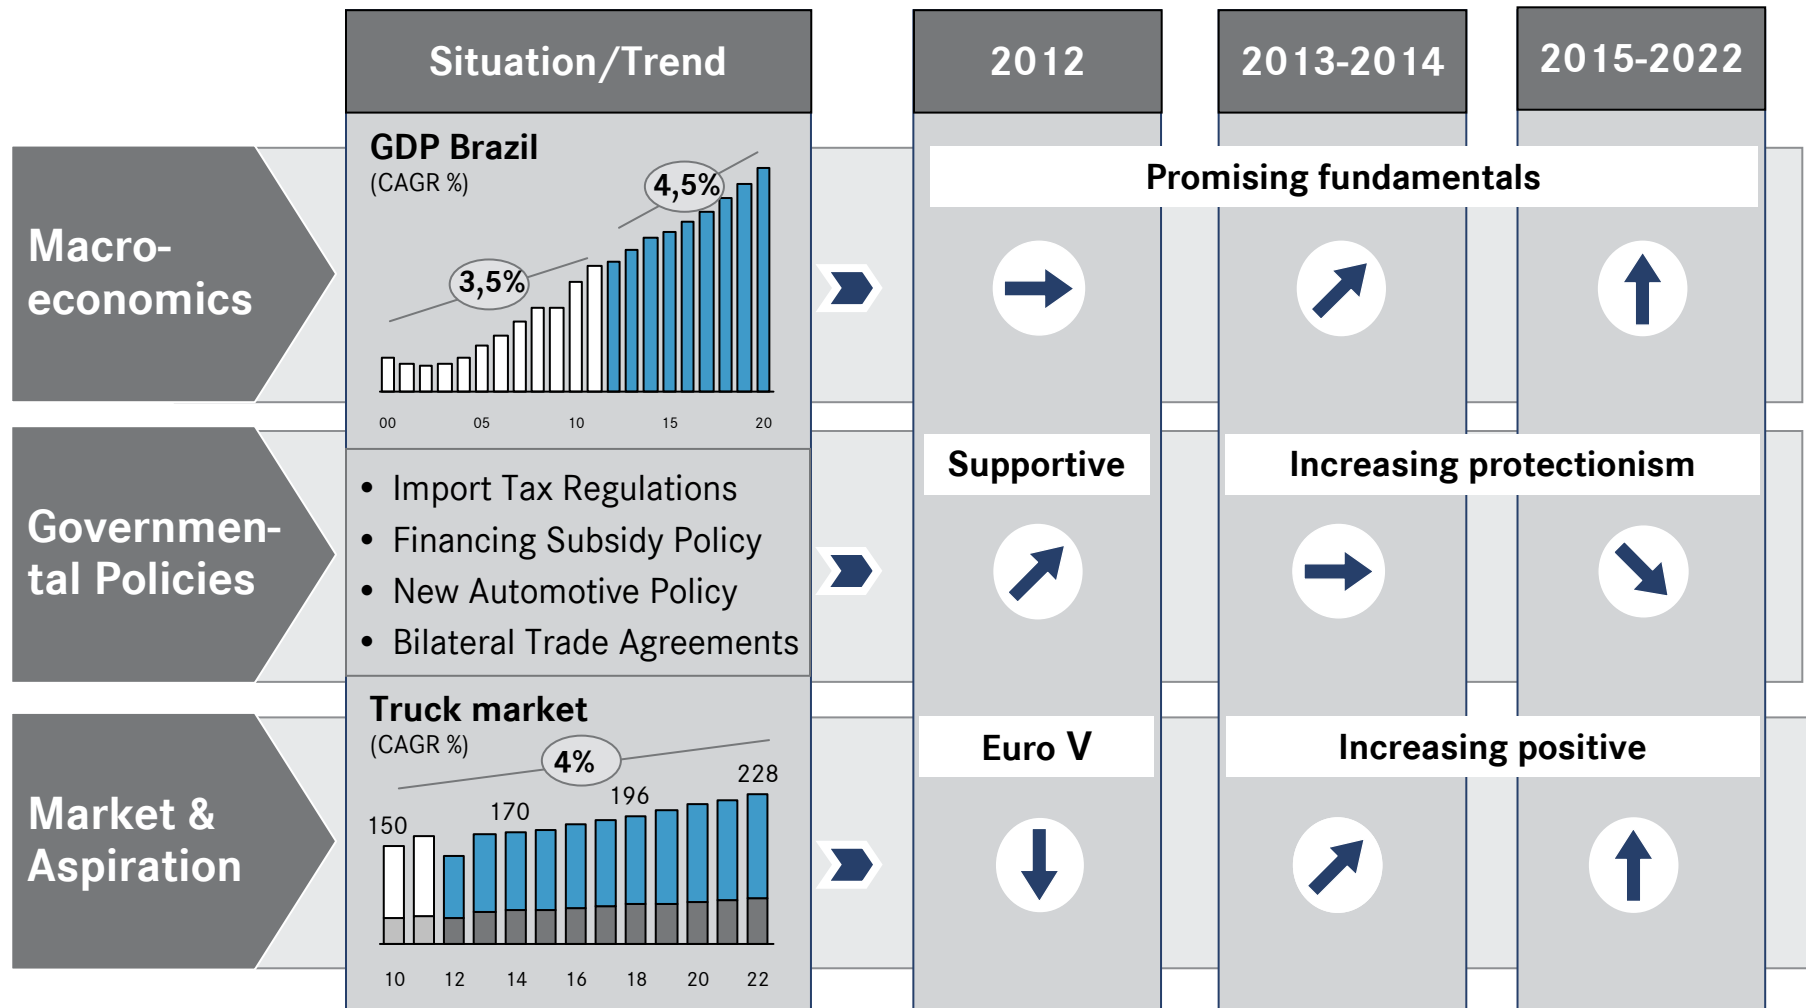 Situation/Trend
2012
2013-2014
2015-2022
Macro-
economics
GDP Brazil
(CAGR %)
3,5%
4,5%
00 05 10 15 20
Promising fundamentals
Governmen-
tal Policies
• Import Tax Regulations
• Financing Subsidy Policy
• New Automotive Policy
• Bilateral Trade Agreements
Supportive
Increasing protectionism
Market &
Aspiration
Truck market
(CAGR %)
4%
150
170
196
228
10 12 14 16 18 20 22
Euro V
Increasing positive